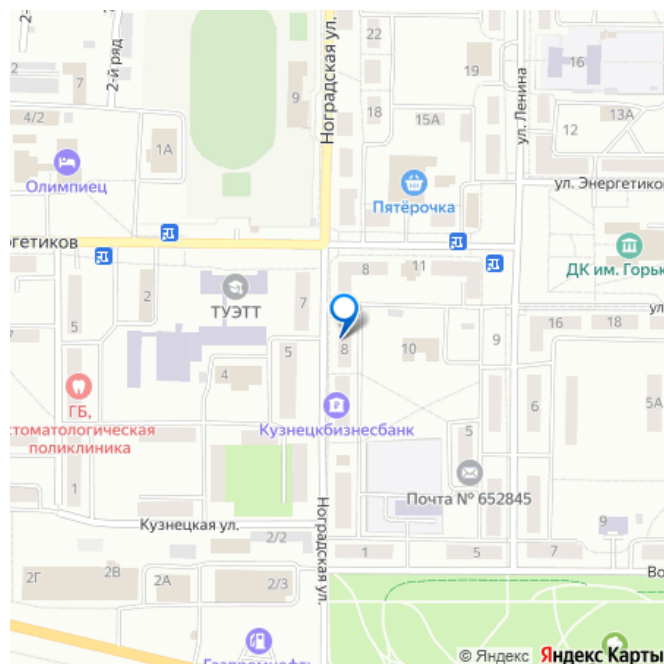 2-й ряд
2
7
4/2
1А
Олимпиец
9
Ноградская ул.
22
18
19
15А
ул. Ленина
16
13А
12
ул. Энергетиков
Пятёрочка
ДК им. Горьк
ргетиков
ТУЭТТ
2
7
5
5
4
8
11
8
10
9
16
18
ул
6
5А
ГБ,
стоматологическая
поликлиника
1
Кузнецкбизнесбанк
5
Почта № 652845
Кузнецкая ул.
2/2
Ноградская ул.
1
5
7
9
Во
2Г
2В
2А
2/3
Газпромнефть
© Яндекс Яндекс Карты